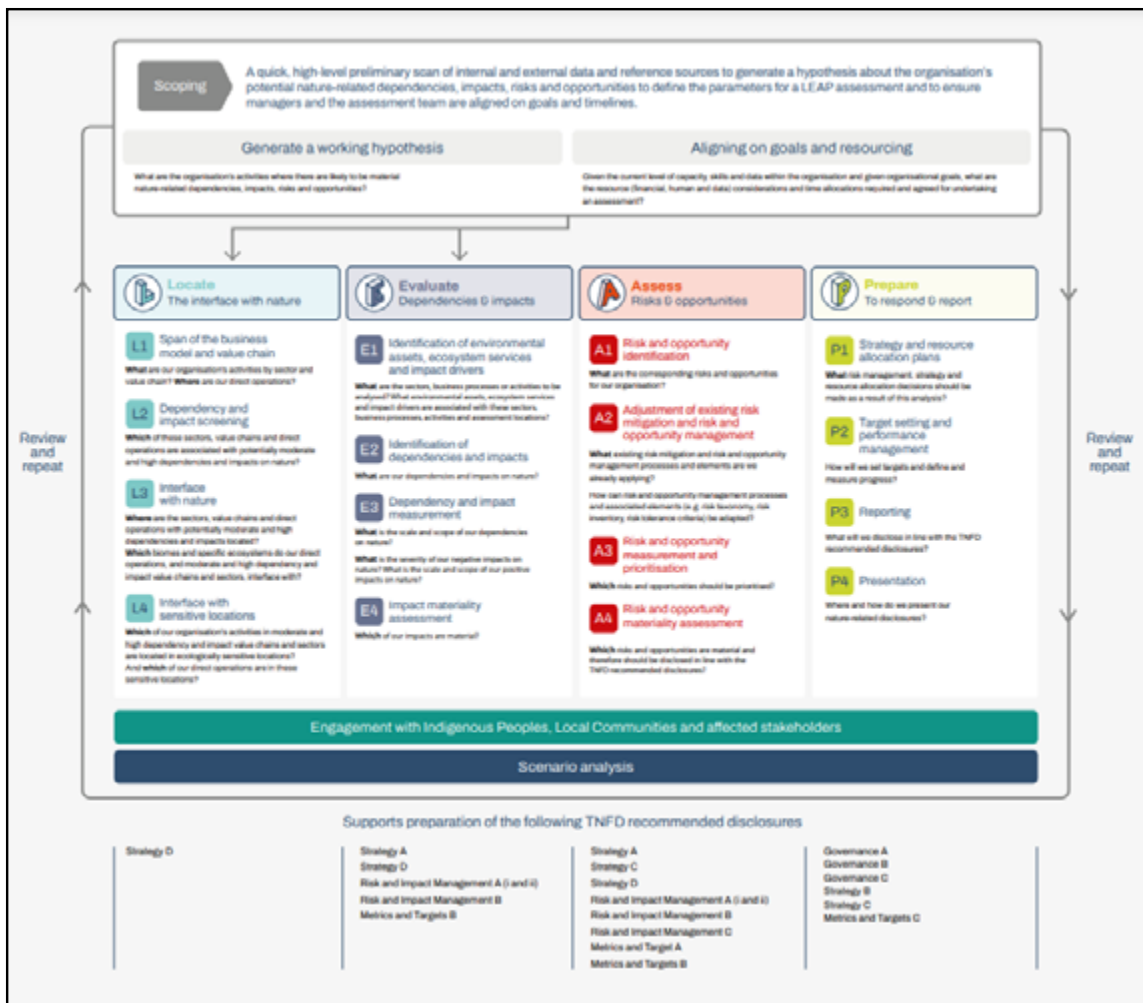 Scoping
A quick, high-level preliminary scan of internal and external data and reference sources to generate a hypothesis about the organisation's
potential nature-related dependencies, impacts, risks and opportunities to define the parameters for a LEAP assessment and to ensure
managers and the assessment team are aligned on goals and timelines.
Generate a working hypothesis
What are the organisation's activities where there are likely to be material
nature-related dependencies, impacts, risks and opportunities?
Aligning on goals and resourcing
Given the current level of capacity, skills and data within the organisation and given organisational goals, what are
the resource (financial, human and data) considerations and time allocations required and agreed for undertaking
an assessment?
Review
and
repeat
Locate
The interface with nature
L1
Span of the business
model and value chain
What are our organisation's activities by sector and
value chain? Where are our direct operations?
L2
Dependency and
impact screening
Which of these sectors, value chains and direct
operations are associated with potentially moderate
and high dependencies and impacts on nature?
L3
Interface
with nature
Where are the sectors, value chains and direct
operations with potentially moderate and high
dependencies and impacts located?
Which biomes and specific ecosystems do our direct
operations, and moderate and high dependency and
impact value chains and sectors, interface with?
L4
Interface with
sensitive locations
Which of our organisation's activities in moderate and
high dependency and impact value chains and sectors
are located in ecologically sensitive locations?
And which of our direct operations are in these
sensitive locations?
Evaluate
Dependencies & impacts
E1
Identification of environmental
assets, ecosystem services
and impact drivers
What are the sectors, business processes or activities to be
analysed? What environmental assets, ecosystem services
and impact drivers are associated with these sectors,
business processes, activities and assessment locations?
E2
Identification of
dependencies and impacts
What are our dependencies and impacts on nature?
E3
Dependency and impact
measurement
What is the scale and scope of our dependencies
on nature?
What is the severity of our negative impacts on
nature? What is the scale and scope of our positive
impacts on nature?
E4
Impact materiality
assessment
Which of our impacts are material?
Assess
Risks & opportunities
A1
Risk and opportunity
identification
What are the corresponding risks and opportunities
for our organisation?
A2
Adjustment of existing risk
mitigation and risk and
opportunity management
What existing risk mitigation and risk and opportunity
management processes and elements are we
already applying?
How can risk and opportunity management processes
and associated elements (e.g. risk taxonomy, risk
inventory, risk tolerance criteria) be adapted?
A3
Risk and opportunity
measurement and
prioritisation
Which risks and opportunities should be prioritised?
A4
Risk and opportunity
materiality assessment
Which risks and opportunities are material and
therefore should be disclosed in line with the
TNFD recommended disclosures?
Prepare
To respond & report
P1
Strategy and resource
allocation plans
What risk management, strategy and
resource allocation decisions should be
made as a result of this analysis?
P2
Target setting and
performance
management
How will we set targets and define and
measure progress?
P3
Reporting
What will we disclose in line with the TNFD
recommended disclosures?
P4
Presentation
Where and how do we present our
nature-related disclosures?
Review
and
repeat
Engagement with Indigenous Peoples, Local Communities and affected stakeholders
Scenario analysis
Supports preparation of the following TNFD recommended disclosures
Strategy D
Strategy A
Strategy D
Risk and Impact Management A (i and ii)
Risk and Impact Management B
Metrics and Targets B
Strategy A
Strategy C
Strategy D
Risk and Impact Management A (i and ii)
Risk and Impact Management B
Risk and Impact Management C
Metrics and Target A
Metrics and Targets B
Governance A
Governance B
Governance C
Strategy B
Strategy C
Metrics and Targets C